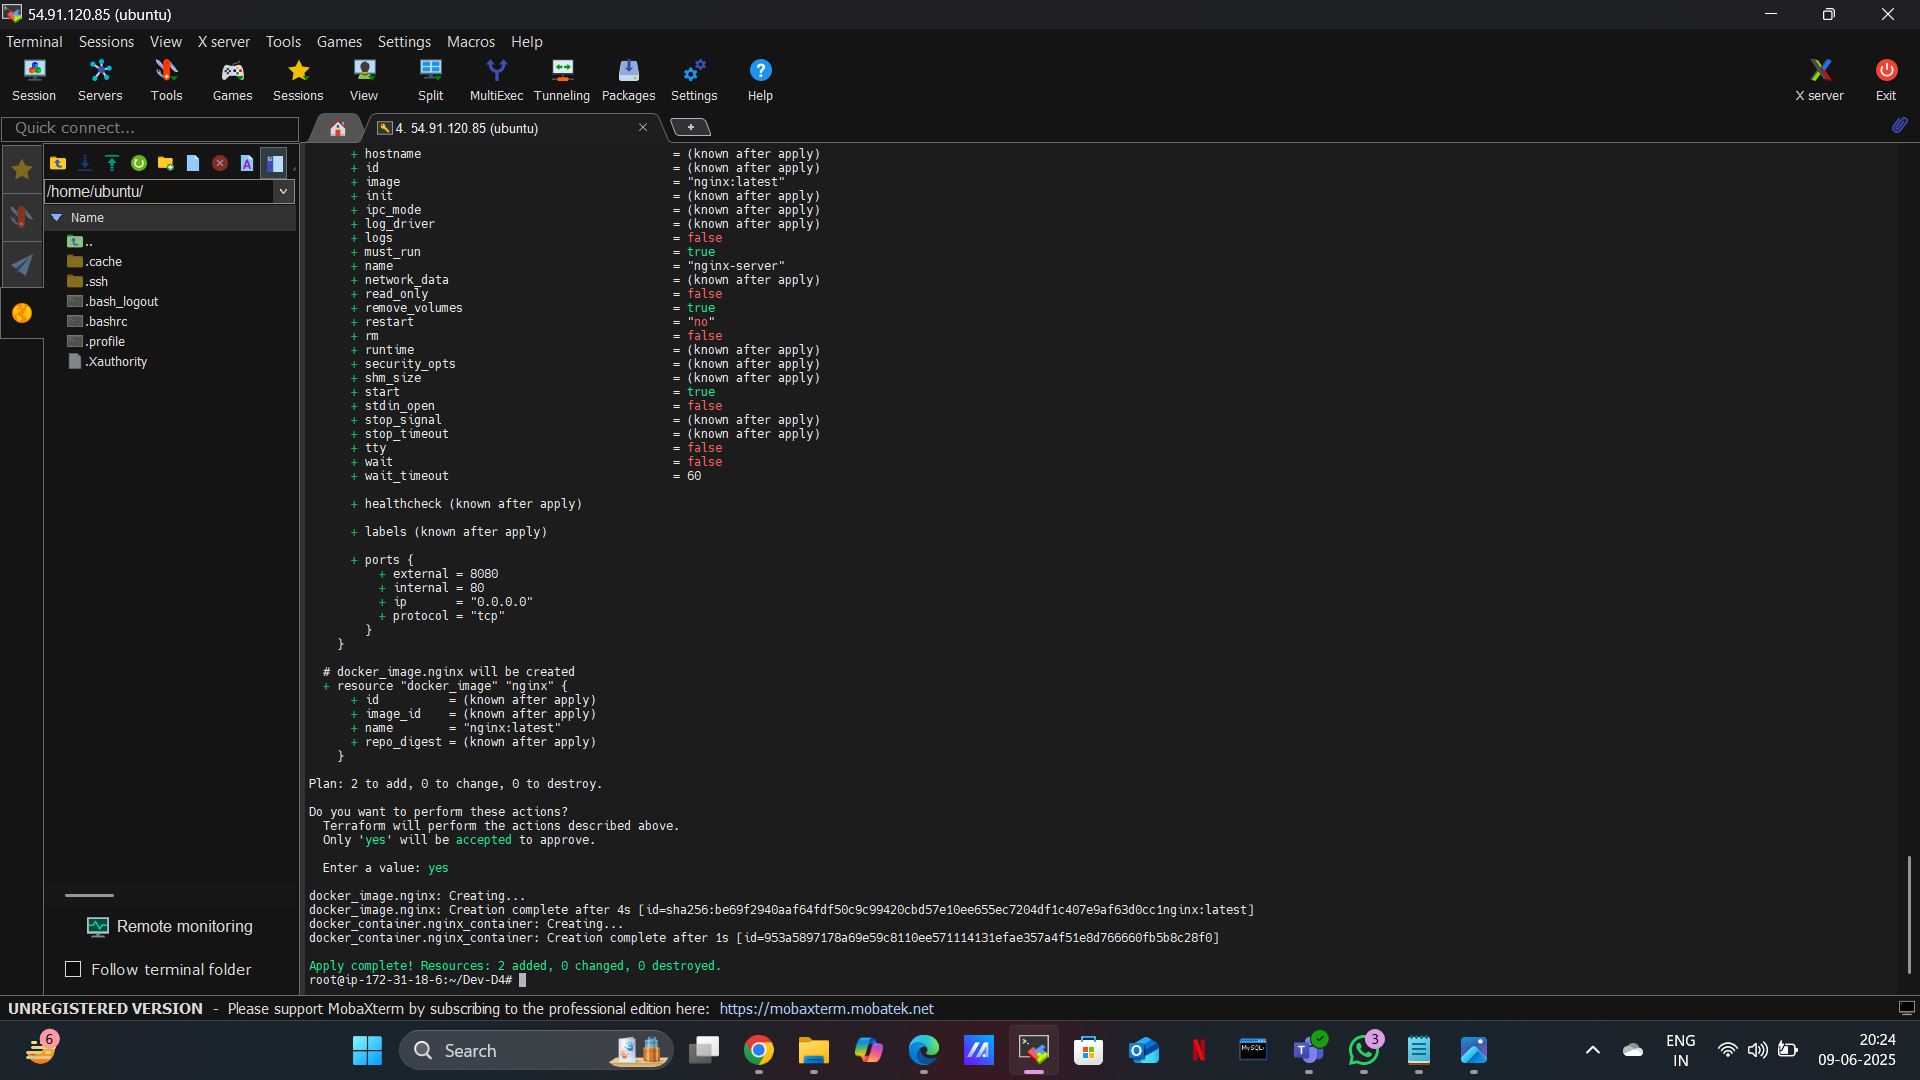 54.91.120.85 (ubuntu)
Terminal Sessions View X server Tools Games Settings Macros Help
Session Servers Tools Games Sessions View Split MultiExec Tunneling Packages Settings Help X server Exit
Quick connect...
4. 54.91.120.85 (ubuntu)
/home/ubuntu/
Name
..
.cache
.ssh
.bash_logout
.bashrc
.profile
.Xauthority
Remote monitoring
Follow terminal folder
+ hostname = (known after apply)
+ id = (known after apply)
+ image = "nginx:latest"
+ init = (known after apply)
+ ipc_mode = (known after apply)
+ log_driver = (known after apply)
+ logs = false
+ must_run = true
+ name = "nginx-server"
+ network_data = (known after apply)
+ read_only = false
+ remove_volumes = true
+ restart = "no"
+ rm = false
+ runtime = (known after apply)
+ security_opts = (known after apply)
+ shm_size = (known after apply)
+ start = true
+ stdin_open = false
+ stop_signal = (known after apply)
+ stop_timeout = (known after apply)
+ tty = false
+ wait = false
+ wait_timeout = 60
+ healthcheck (known after apply)
+ labels (known after apply)
+ ports {
+ external = 8080
+ internal = 80
+ ip = "0.0.0.0"
+ protocol = "tcp"
}
}
# docker_image.nginx will be created
+ resource "docker_image" "nginx" {
+ id = (known after apply)
+ image_id = (known after apply)
+ name = "nginx:latest"
+ repo_digest = (known after apply)
}
Plan: 2 to add, 0 to change, 0 to destroy.
Do you want to perform these actions?
Terraform will perform the actions described above.
Only 'yes' will be accepted to approve.
Enter a value: yes
docker_image.nginx: Creating...
docker_image.nginx: Creation complete after 4s [id=sha256:be69f2940aaf64fdf50c9c99420cbd57e10ee655ec7204df1c407e9af63d0cc1nginx:latest]
docker_container.nginx_container: Creating...
docker_container.nginx_container: Creation complete after 1s [id=953a5897178a69e59c8110ee571114131efae357a4f51e8d766660fb5b8c28f0]
Apply complete! Resources: 2 added, 0 changed, 0 destroyed.
root@ip-172-31-18-6:~/Dev-D4#
UNREGISTERED VERSION - Please support MobaXterm by subscribing to the professional edition here: https://mobaxterm.mobatek.net
6
Search
MySQL
3
ENG
IN
20:24
09-06-2025